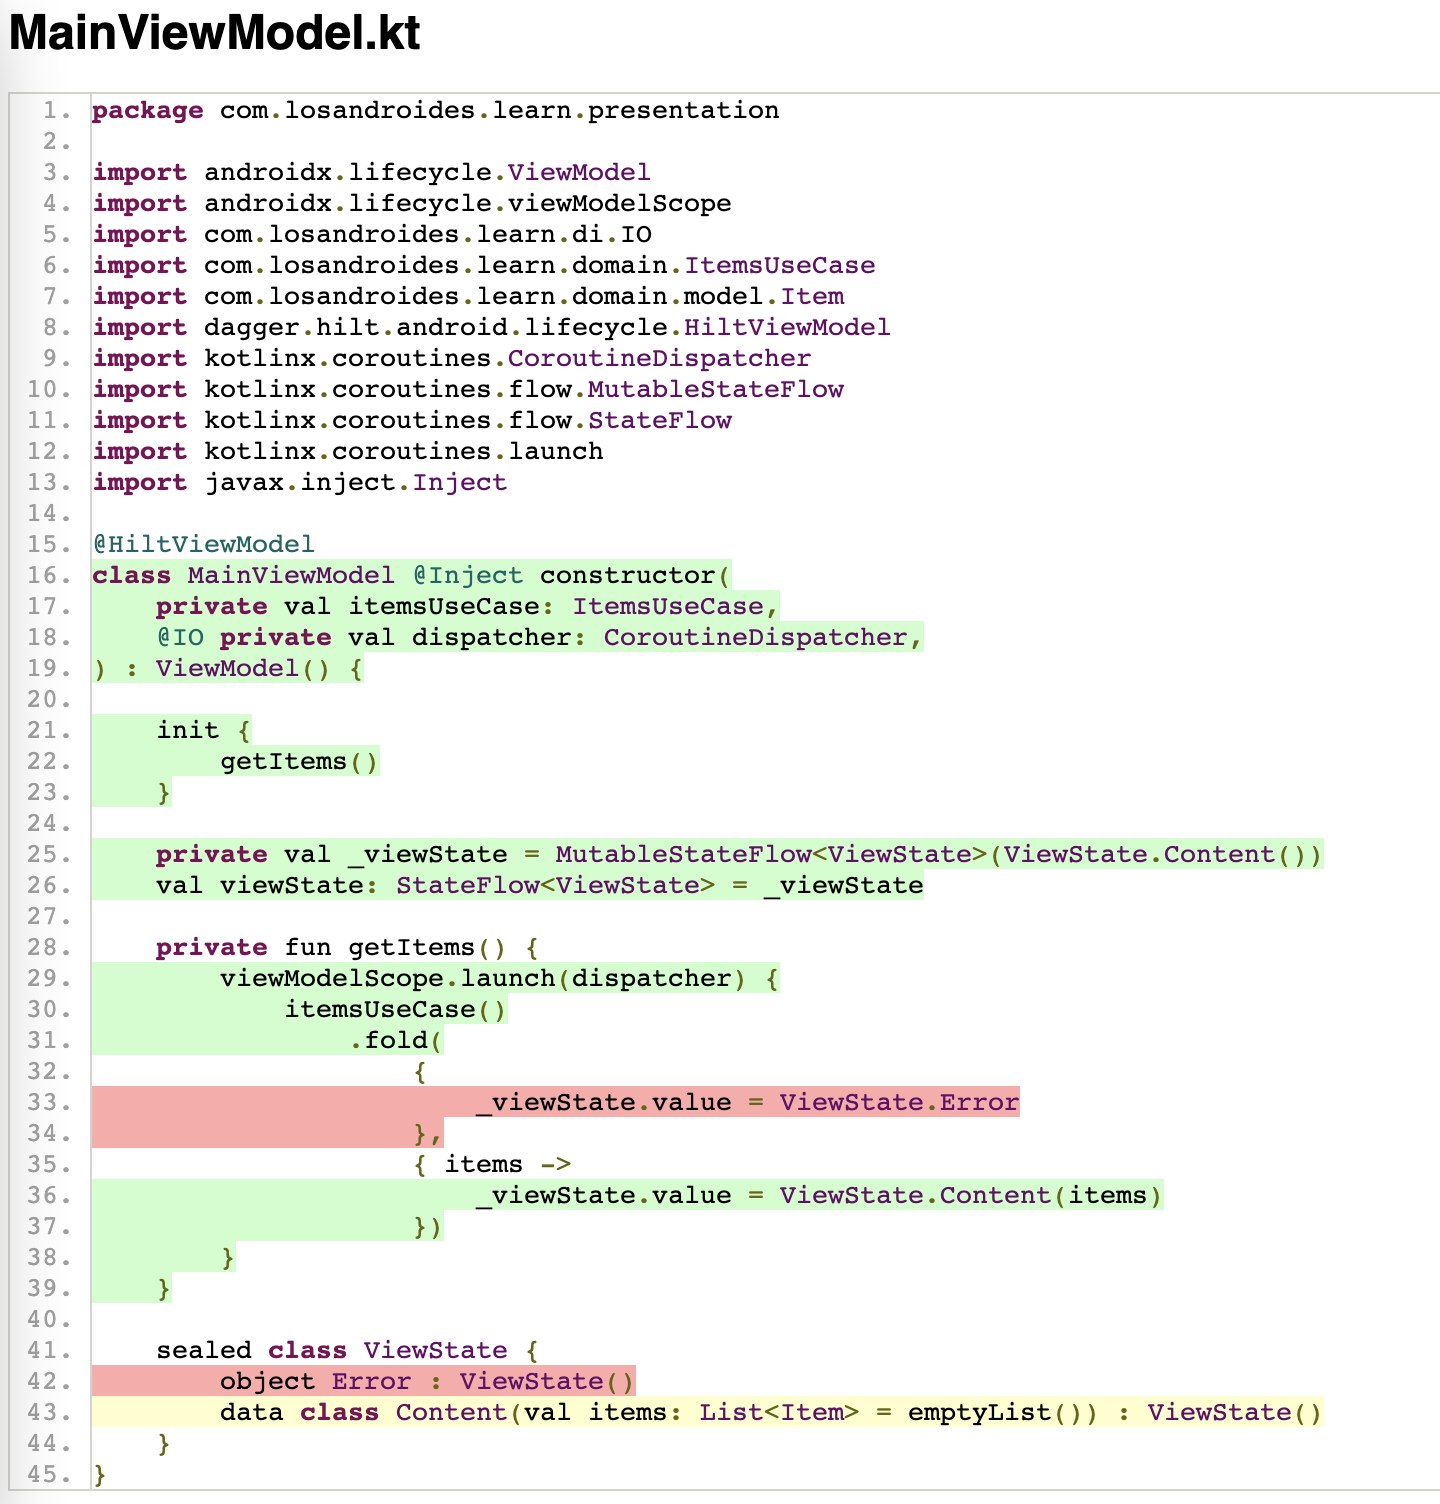 MainViewModel.kt
1. package com.losandroides.learn.presentation
2.
3. import androidx.lifecycle.ViewModel
4. import androidx.lifecycle.viewModelScope
5. import com.losandroides.learn.di.IO
6. import com.losandroides.learn.domain.ItemsUseCase
7. import com.losandroides.learn.domain.model.Item
8. import dagger.hilt.android.lifecycle.HiltViewModel
9. import kotlinx.coroutines.CoroutineDispatcher
10. import kotlinx.coroutines.flow.MutableStateFlow
11. import kotlinx.coroutines.flow.StateFlow
12. import kotlinx.coroutines.launch
13. import javax.inject.Inject
14.
15. @HiltViewModel
16. class MainViewModel @Inject constructor(
17.     private val itemsUseCase: ItemsUseCase,
18.     @IO private val dispatcher: CoroutineDispatcher,
19. ) : ViewModel() {
20.
21.     init {
22.         getItems()
23.     }
24.
25.     private val _viewState = MutableStateFlow<ViewState>(ViewState.Content())
26.     val viewState: StateFlow<ViewState> = _viewState
27.
28.     private fun getItems() {
29.         viewModelScope.launch(dispatcher) {
30.             itemsUseCase()
31.                 .fold(
32.                     {
33.                         _viewState.value = ViewState.Error
34.                     },
35.                     { items ->
36.                         _viewState.value = ViewState.Content(items)
37.                     })
38.         }
39.     }
40.
41.     sealed class ViewState {
42.         object Error : ViewState()
43.         data class Content(val items: List<Item> = emptyList()) : ViewState()
44.     }
45. }